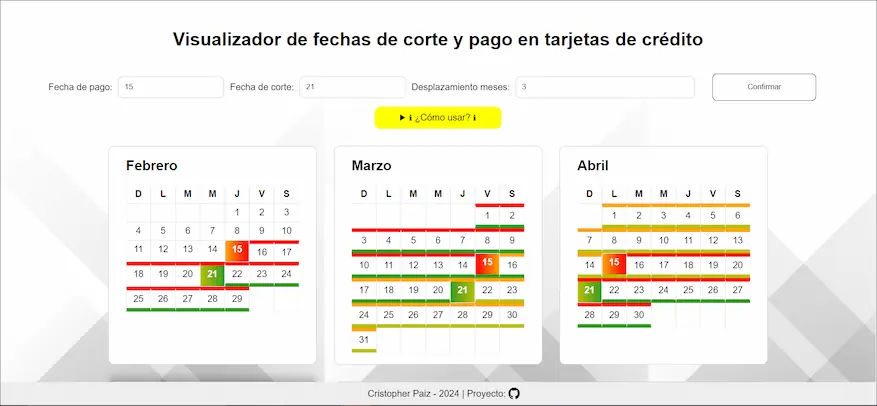 Visualizador de fechas de corte y pago en tarjetas de crédito
Fecha de pago: 15 Fecha de corte: 21 Desplazamiento meses: 3 Confirmar
▶ ℹ ¿Cómo usar? ℹ
Febrero
D L M M J V S
1 2 3
4 5 6 7 8 9 10
11 12 13 14 15 16 17
18 19 20 21 22 23 24
25 26 27 28 29
Marzo
D L M M J V S
1 2
3 4 5 6 7 8 9
10 11 12 13 14 15 16
17 18 19 20 21 22 23
24 25 26 27 28 29 30
31
Abril
D L M M J V S
1 2 3 4 5 6
7 8 9 10 11 12 13
14 15 16 17 18 19 20
21 22 23 24 25 26 27
28 29 30
Cristopher Paiz - 2024 | Proyecto: